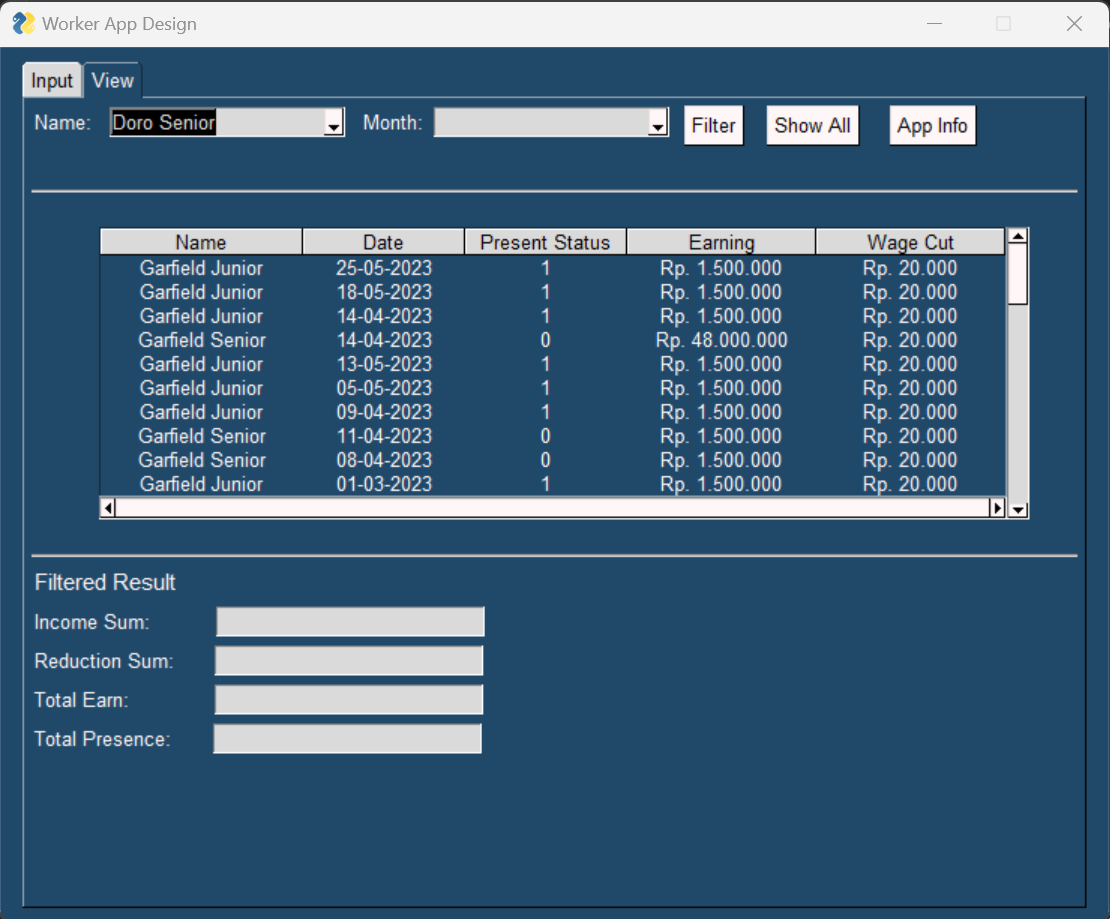 Worker App Design
Input View
Name: Doro Senior Month: Filter Show All App Info
Name Date Present Status Earning Wage Cut
Garfield Junior 25-05-2023 1 Rp. 1.500.000 Rp. 20.000
Garfield Junior 18-05-2023 1 Rp. 1.500.000 Rp. 20.000
Garfield Junior 14-04-2023 1 Rp. 1.500.000 Rp. 20.000
Garfield Senior 14-04-2023 0 Rp. 48.000.000 Rp. 20.000
Garfield Junior 13-05-2023 1 Rp. 1.500.000 Rp. 20.000
Garfield Junior 05-05-2023 1 Rp. 1.500.000 Rp. 20.000
Garfield Junior 09-04-2023 1 Rp. 1.500.000 Rp. 20.000
Garfield Senior 11-04-2023 0 Rp. 1.500.000 Rp. 20.000
Garfield Senior 08-04-2023 0 Rp. 1.500.000 Rp. 20.000
Garfield Junior 01-03-2023 1 Rp. 1.500.000 Rp. 20.000
Filtered Result
Income Sum:
Reduction Sum:
Total Earn:
Total Presence: